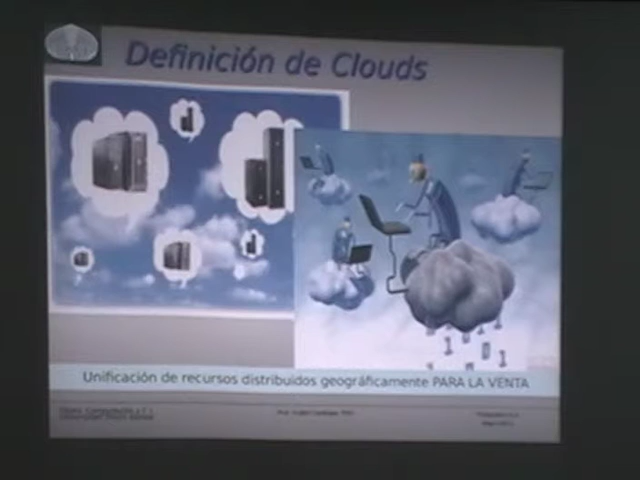 Definición de Clouds
Unificación de recursos distribuidos geográficamente PARA LA VENTA